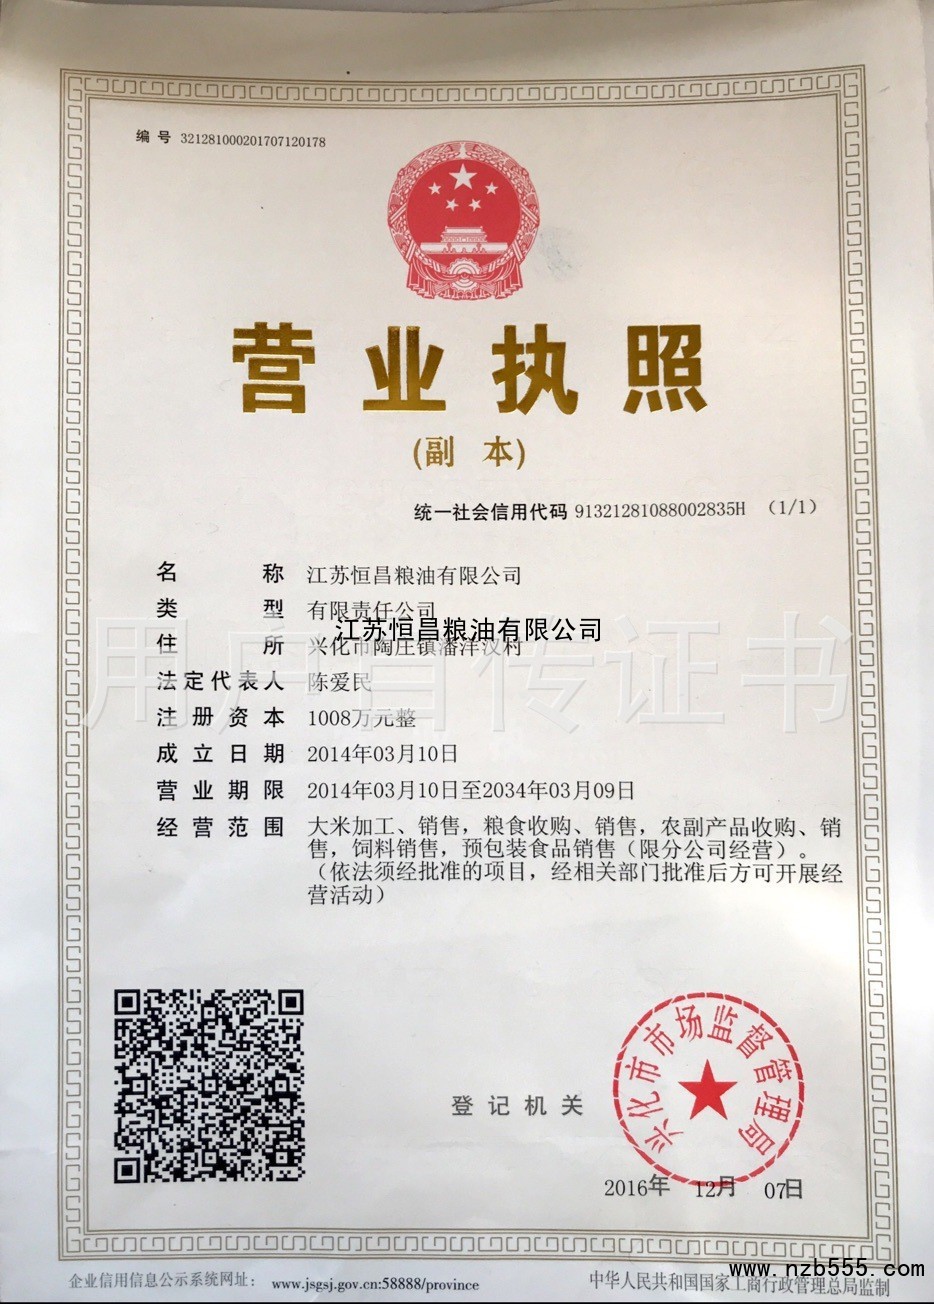 编 号 321281000201707120178
营业执照
(副 本)
统一社会信用代码 91321281088002835H (1/1)
名 称 江苏恒昌粮油有限公司
类 型 有限责任公司
江苏恒昌粮油有限公司
住 所 兴化市陶庄镇潘洋汉村
用户自传证书
法定代表人 陈爱民
注册资本 1008万元整
成立日期 2014年03月10日
营业期限 2014年03月10日至2034年03月09日
经营范围 大米加工、销售，粮食收购、销售，农副产品收购、销
售，饲料销售，预包装食品销售（限分公司经营）。
（依法须经批准的项目，经相关部门批准后方可开展经
营活动）
兴化市市场监督管理局
登记机关
2016年 12月 07日
www.nzb555.com
企业信用信息公示系统网址： www.jsgsj.gov.cn:58888/province
中华人民共和国国家工商行政管理总局监制